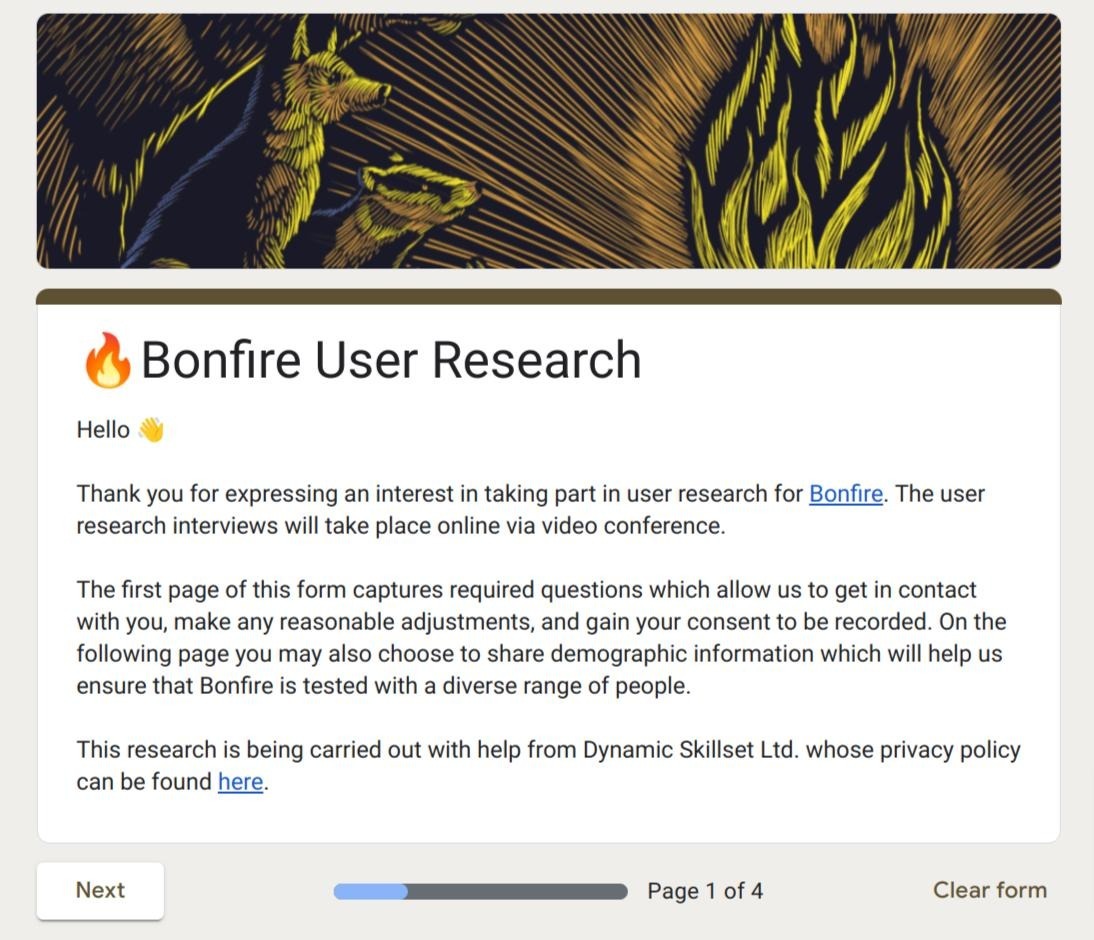 🔥Bonfire User Research
Hello 👋
Thank you for expressing an interest in taking part in user research for Bonfire. The user
research interviews will take place online via video conference.
The first page of this form captures required questions which allow us to get in contact
with you, make any reasonable adjustments, and gain your consent to be recorded. On the
following page you may also choose to share demographic information which will help us
ensure that Bonfire is tested with a diverse range of people.
This research is being carried out with help from Dynamic Skillset Ltd. whose privacy policy
can be found here.
Next
Page 1 of 4
Clear form